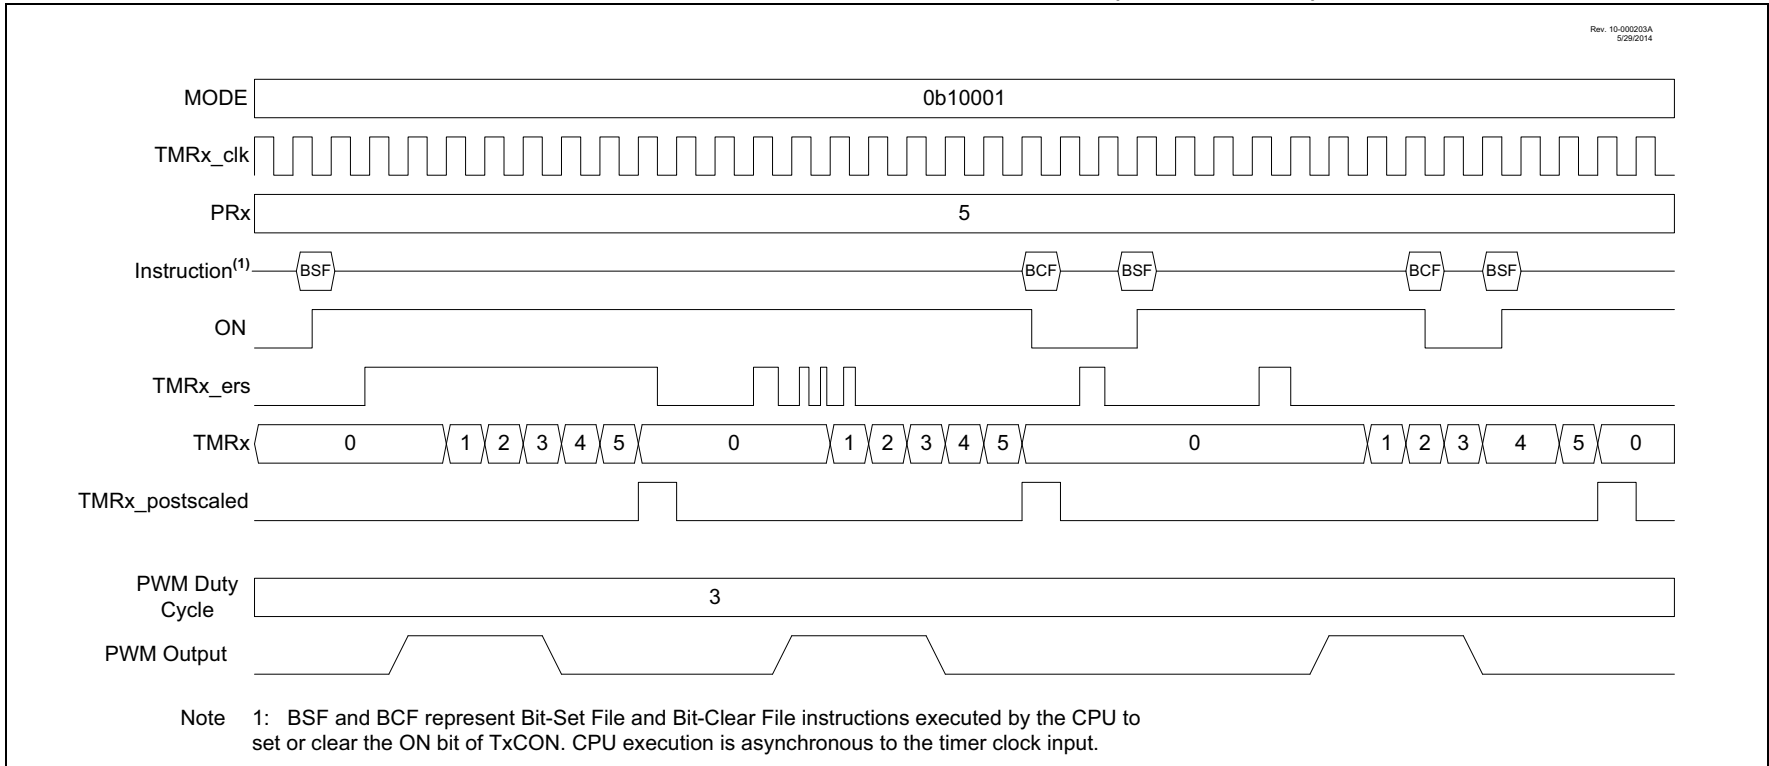 Rev. 10-000203A
5/29/2014
MODE 0b10001
TMRx_clk
PRx 5
Instruction(1) BSF BCF BSF BCF BSF
ON
TMRx_ers
TMRx 0 1 2 3 4 5 0 1 2 3 4 5 0 1 2 3 4 5 0
TMRx_postscaled
PWM Duty
Cycle 3
PWM Output
Note 1: BSF and BCF represent Bit-Set File and Bit-Clear File instructions executed by the CPU to
set or clear the ON bit of TxCON. CPU execution is asynchronous to the timer clock input.